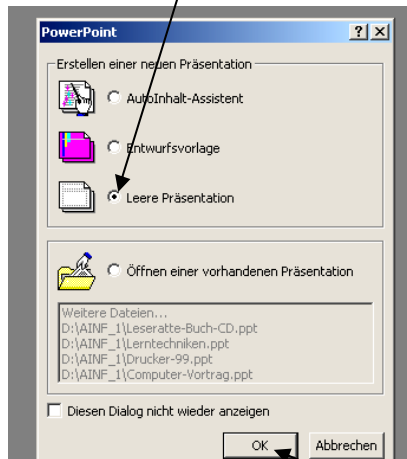 PowerPoint
Erstellen einer neuen Präsentation
AutoInhalt-Assistent
Entwurfsvorlage
Leere Präsentation
Öffnen einer vorhandenen Präsentation
Weitere Dateien...
D:\AINF_1\Leseratte-Buch-CD.ppt
D:\AINF_1\Lerntechniken.ppt
D:\AINF_1\Drucker-99.ppt
D:\AINF_1\Computer-Vortrag.ppt
Diesen Dialog nicht wieder anzeigen
OK Abbrechen